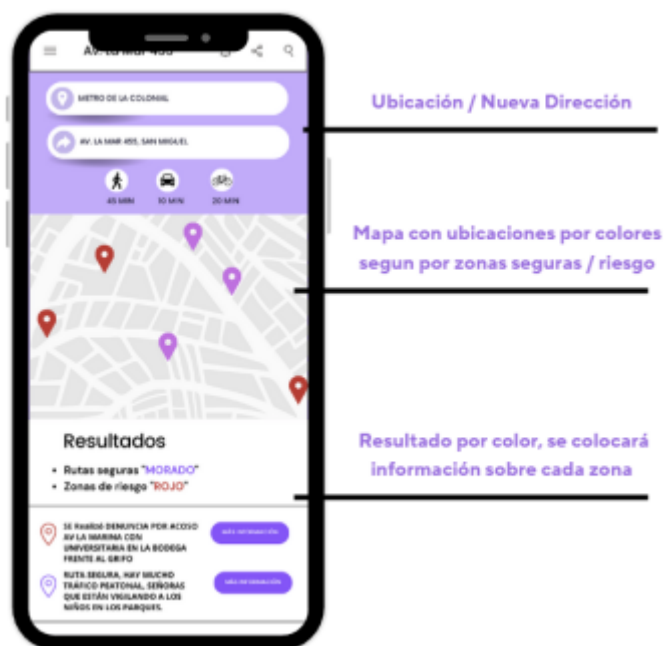 Av. La Mar 455
METRO DE LA COLONIAL
AV. LA MAR 455, SAN MIGUEL
45 MIN
10 MIN
20 MIN
Resultados
• Rutas seguras "MORADO"
• Zonas de riesgo "ROJO"
SE Realizó DENUNCIA POR ACOSO
AV LA MARINA CON
UNIVERSITARIA EN LA BODEGA
FRENTE AL GRIFO
MÁS INFORMACIÓN
RUTA SEGURA, HAY MUCHO
TRÁFICO PEATONAL, SEÑORAS
QUE ESTÁN VIGILANDO A LOS
NIÑOS EN LOS PARQUES.
MÁS INFORMACIÓN
Ubicación / Nueva Dirección
Mapa con ubicaciones por colores
segun por zonas seguras / riesgo
Resultado por color, se colocará
información sobre cada zona